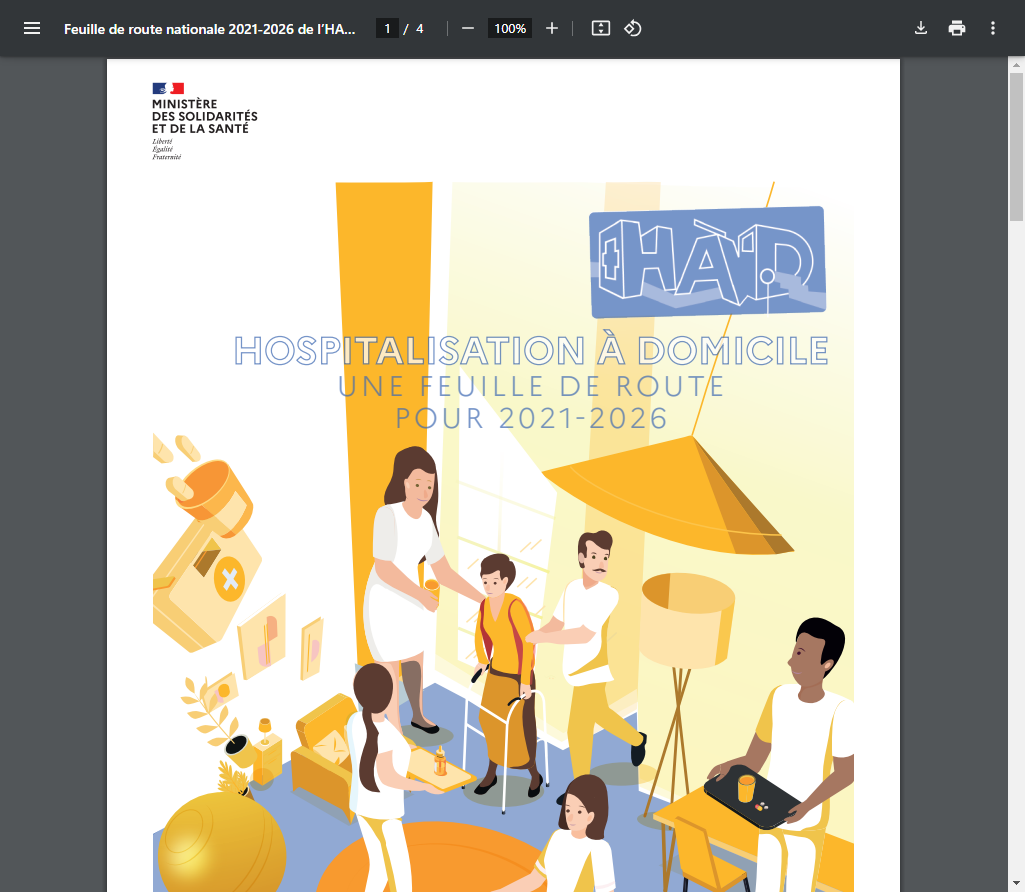 Feuille de route nationale 2021-2026 de l'HA...
1 / 4
100%
MINISTÈRE
DES SOLIDARITÉS
ET DE LA SANTÉ
Liberté
Égalité
Fraternité
HÀD
HOSPITALISATION À DOMICILE
UNE FEUILLE DE ROUTE
POUR 2021-2026